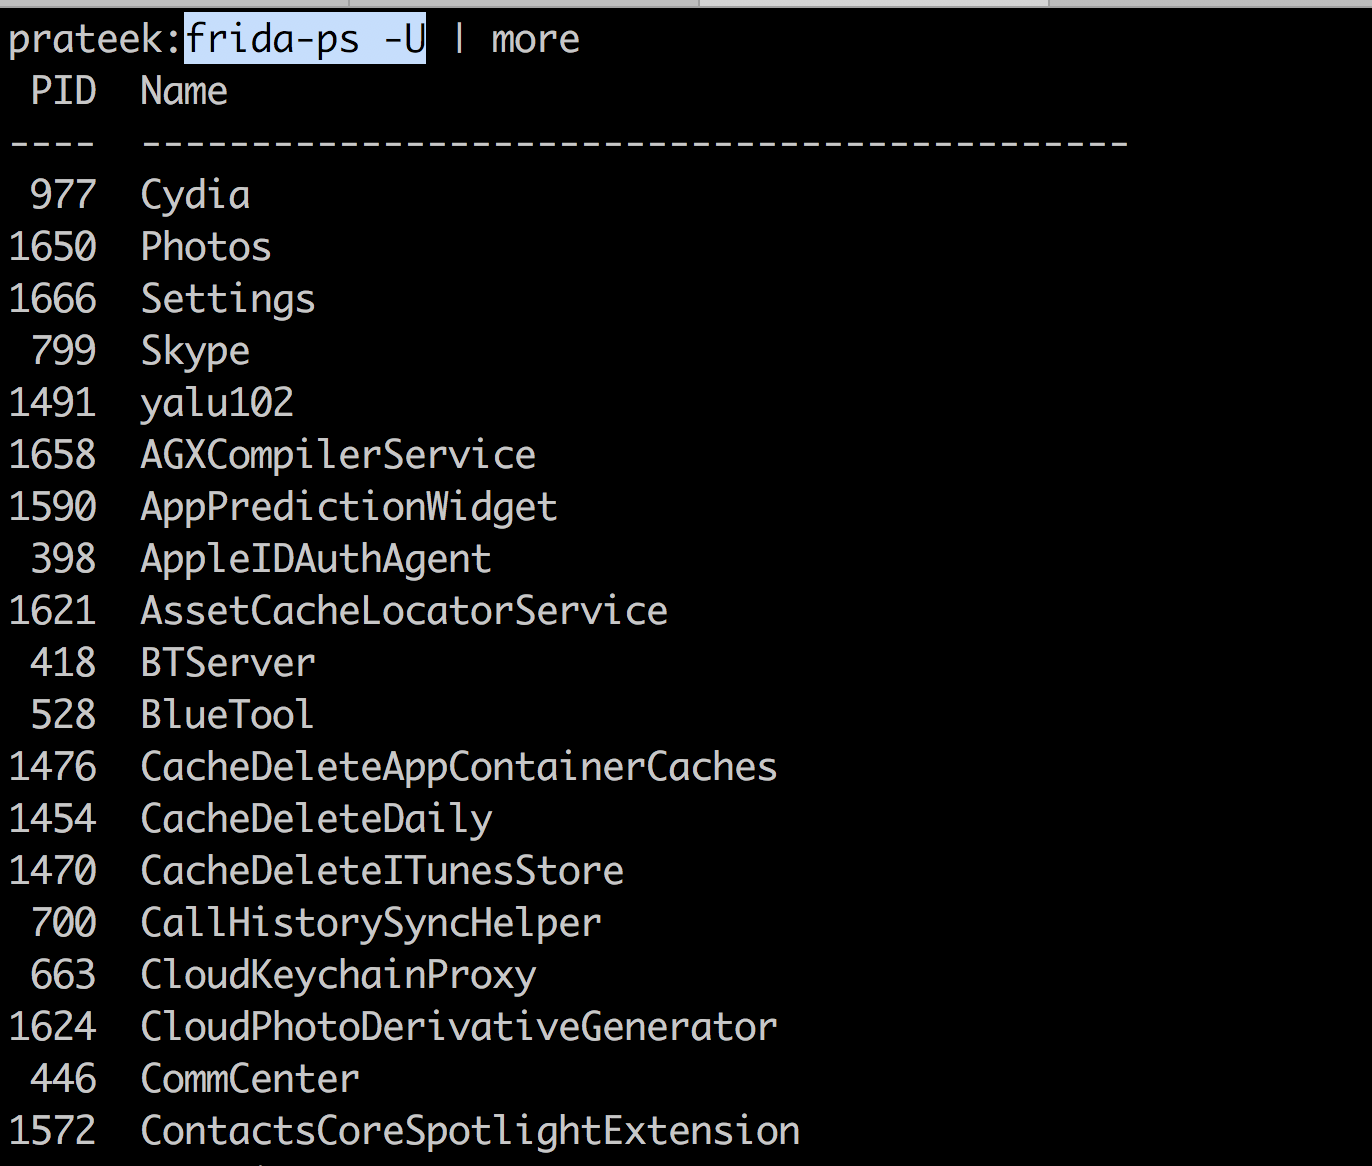 prateek:frida-ps -U | more
 PID  Name
----  ---------------------------------------------
 977  Cydia
1650  Photos
1666  Settings
 799  Skype
1491  yalu102
1658  AGXCompilerService
1590  AppPredictionWidget
 398  AppleIDAuthAgent
1621  AssetCacheLocatorService
 418  BTServer
 528  BlueTool
1476  CacheDeleteAppContainerCaches
1454  CacheDeleteDaily
1470  CacheDeleteITunesStore
 700  CallHistorySyncHelper
 663  CloudKeychainProxy
1624  CloudPhotoDerivativeGenerator
 446  CommCenter
1572  ContactsCoreSpotlightExtension